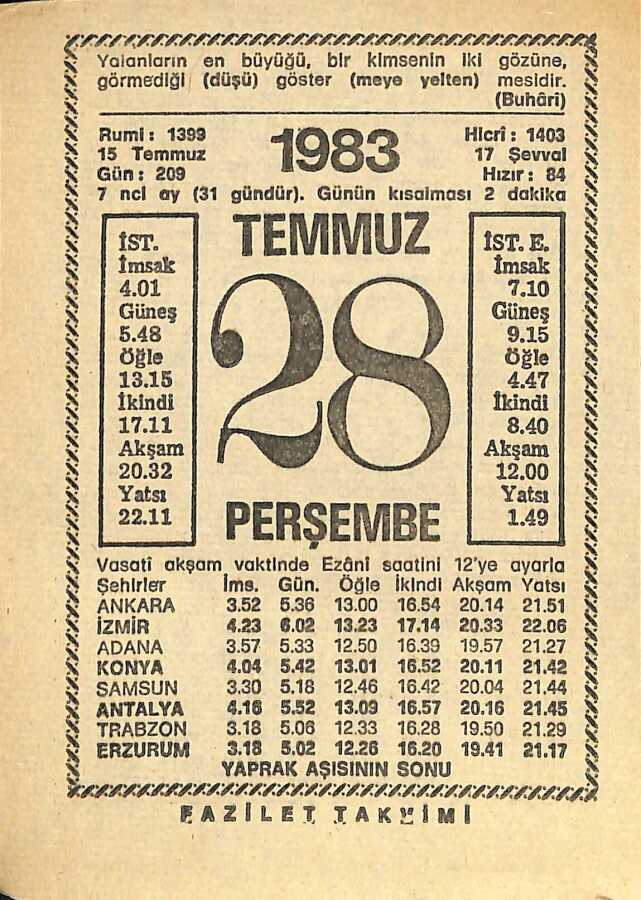 Yalanların en büyüğü, bir kimsenin iki gözüne,
görmediği (düşü) göster (meye yelten) mesidir.
(Buhâri)
Rumi: 1399
15 Temmuz
Gün: 209
1983
Hicrî: 1403
17 Şevval
Hızır: 84
7 nci ay (31 gündür). Günün kısalması 2 dakika
İST.
İmsak
4.01
Güneş
5.48
Öğle
13.15
İkindi
17.11
Akşam
20.32
Yatsı
22.11
TEMMUZ
28
PERŞEMBE
İST. E.
İmsak
7.10
Güneş
9.15
Öğle
4.47
İkindi
8.40
Akşam
12.00
Yatsı
1.49
Vasatî akşam vaktinde Ezânî saatini 12'ye ayarla
Şehirler İms. Gün. Öğle İkindi Akşam Yatsı
ANKARA 3.52 5.36 13.00 16.54 20.14 21.51
İZMİR 4.23 6.02 13.23 17.14 20.33 22.06
ADANA 3.57 5.33 12.50 16.39 19.57 21.27
KONYA 4.04 5.42 13.01 16.52 20.11 21.42
SAMSUN 3.30 5.18 12.46 16.42 20.04 21.44
ANTALYA 4.16 5.52 13.09 16.57 20.16 21.45
TRABZON 3.18 5.06 12.33 16.28 19.50 21.29
ERZURUM 3.18 5.02 12.26 16.20 19.41 21.17
YAPRAK AŞISININ SONU
FAZİLET TAKVİMİ